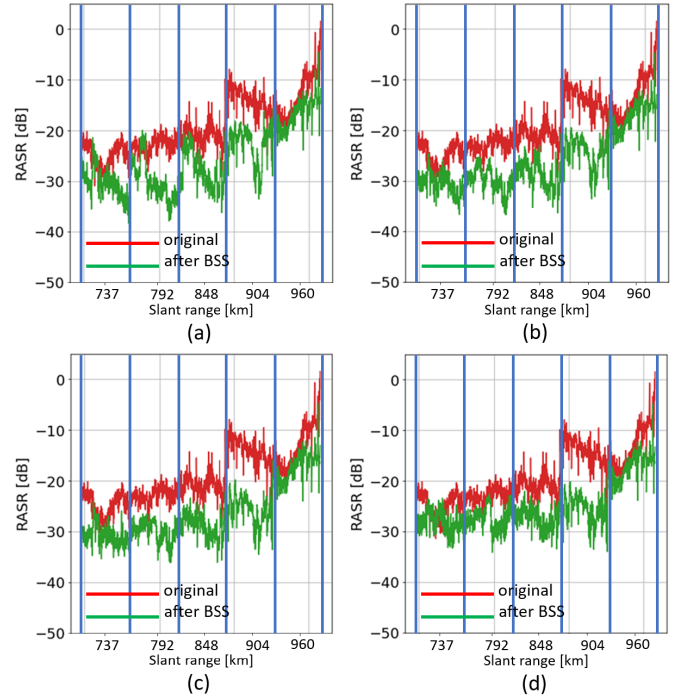 RASR [dB]
0
−10
−20
−30
−40
−50
original
after BSS
737 792 848 904 960
Slant range [km]
(a)
RASR [dB]
0
−10
−20
−30
−40
−50
original
after BSS
737 792 848 904 960
Slant range [km]
(b)
RASR [dB]
0
−10
−20
−30
−40
−50
original
after BSS
737 792 848 904 960
Slant range [km]
(c)
RASR [dB]
0
−10
−20
−30
−40
−50
original
after BSS
737 792 848 904 960
Slant range [km]
(d)